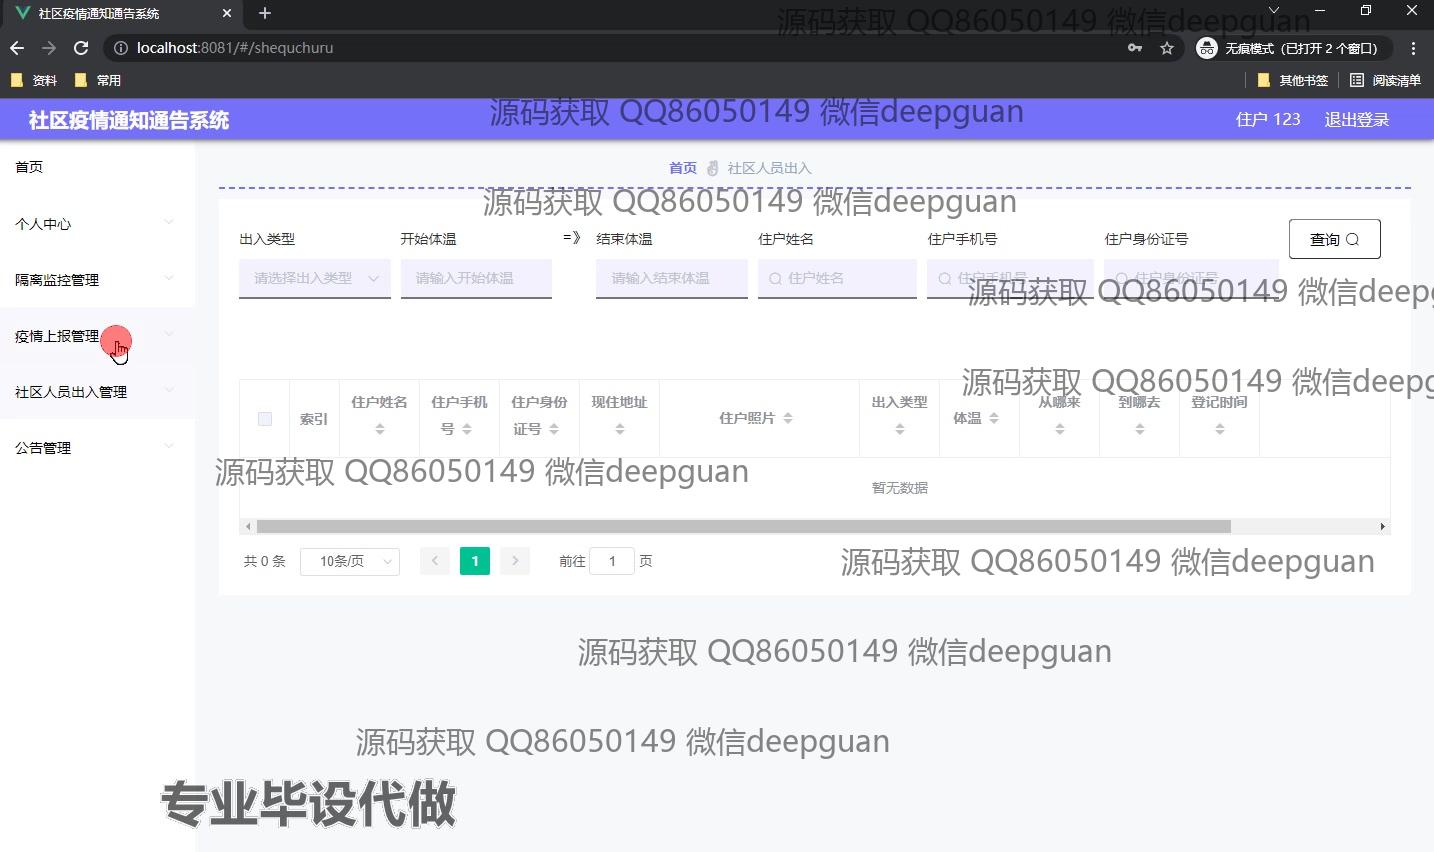 社区疫情通知通告系统
源码获取 QQ86050149 微信deepguan
localhost:8081/#/shequchuru
无痕模式（已打开 2 个窗口）
资料 常用 其他书签 阅读清单
社区疫情通知通告系统
源码获取 QQ86050149 微信deepguan
住户 123 退出登录
首页
首页 社区人员出入
源码获取 QQ86050149 微信deepguan
个人中心
隔离监控管理
疫情上报管理
社区人员出入管理
公告管理
出入类型 开始体温 =》 结束体温 住户姓名 住户手机号 住户身份证号 查询
请选择出入类型 请输入开始体温 请输入结束体温 住户姓名 住户手机号 住户身份证号
源码获取 QQ86050149 微信deepg
源码获取 QQ86050149 微信deepg
索引 住户姓名 住户手机号 住户身份证号 现住地址 住户照片 出入类型 体温 从哪来 到哪去 登记时间
源码获取 QQ86050149 微信deepguan
暂无数据
共 0 条 10条/页 1 前往 1 页
源码获取 QQ86050149 微信deepguan
源码获取 QQ86050149 微信deepguan
源码获取 QQ86050149 微信deepguan
专业毕设代做